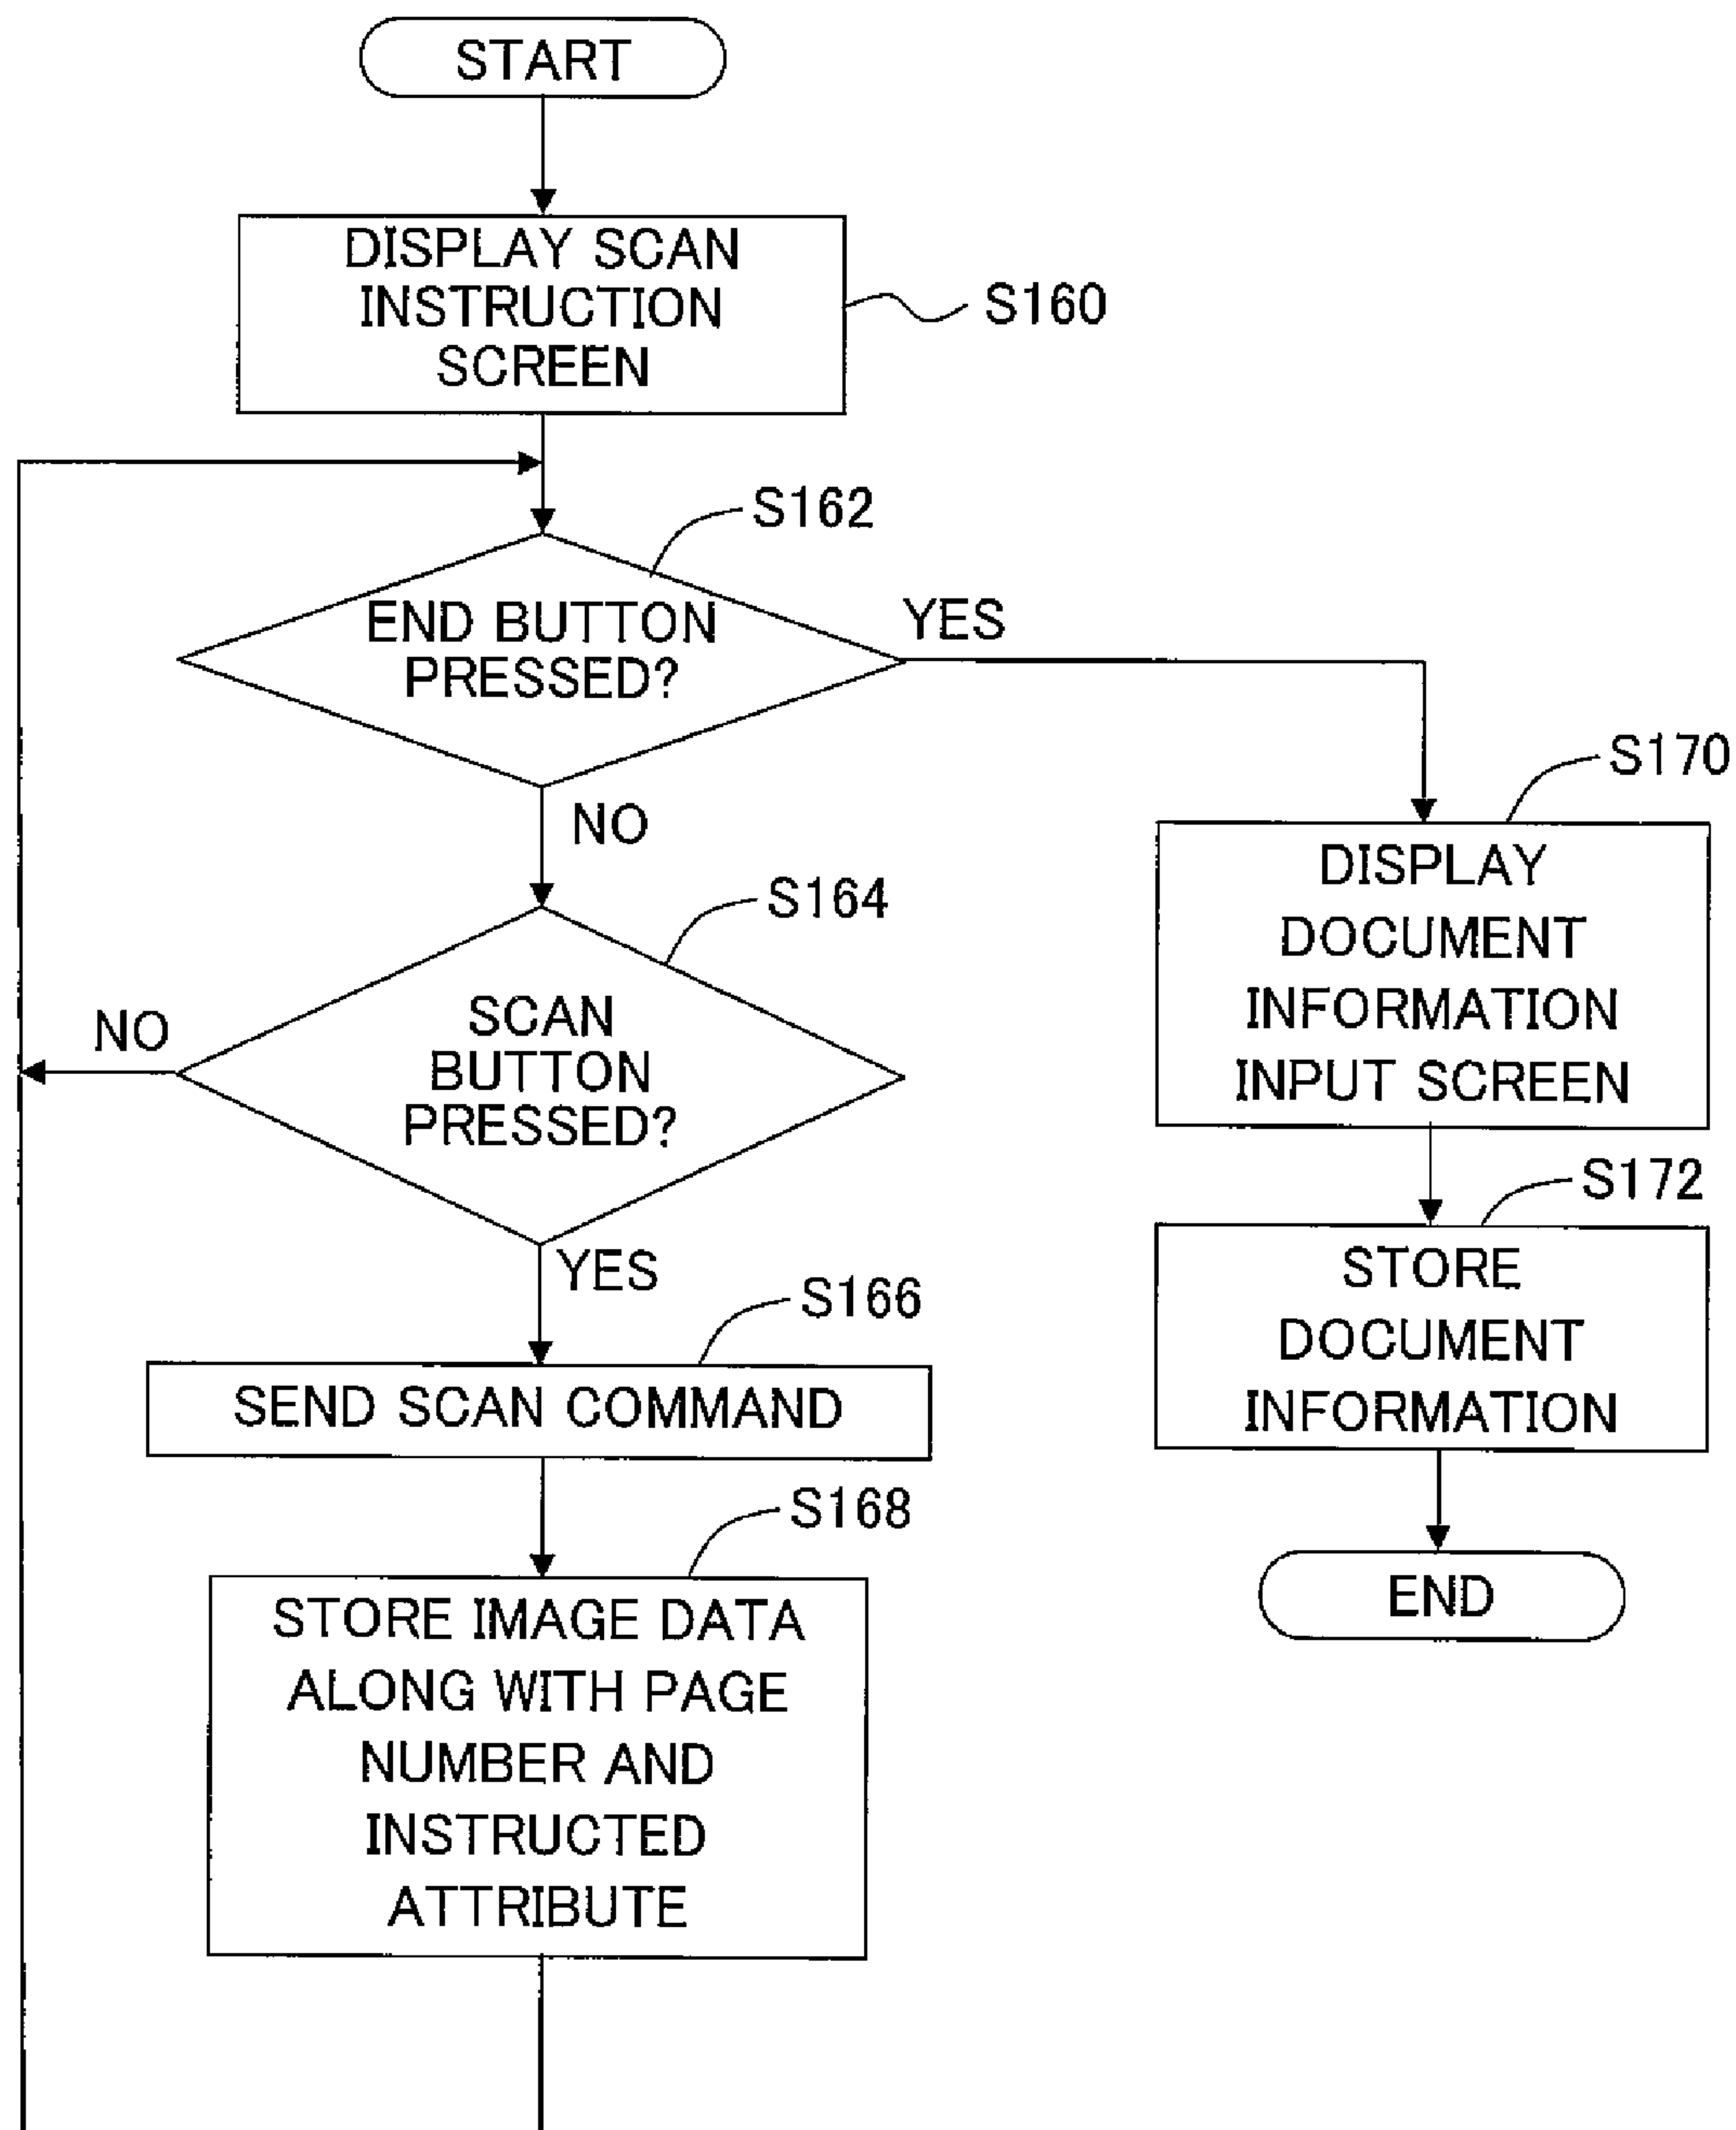 START
DISPLAY SCAN
INSTRUCTION
SCREEN
S160
S162
END BUTTON
PRESSED?
YES
NO
S164
SCAN
BUTTON
PRESSED?
NO
YES
S166
SEND SCAN COMMAND
S168
STORE IMAGE DATA
ALONG WITH PAGE
NUMBER AND
INSTRUCTED
ATTRIBUTE
S170
DISPLAY
DOCUMENT
INFORMATION
INPUT SCREEN
S172
STORE
DOCUMENT
INFORMATION
END